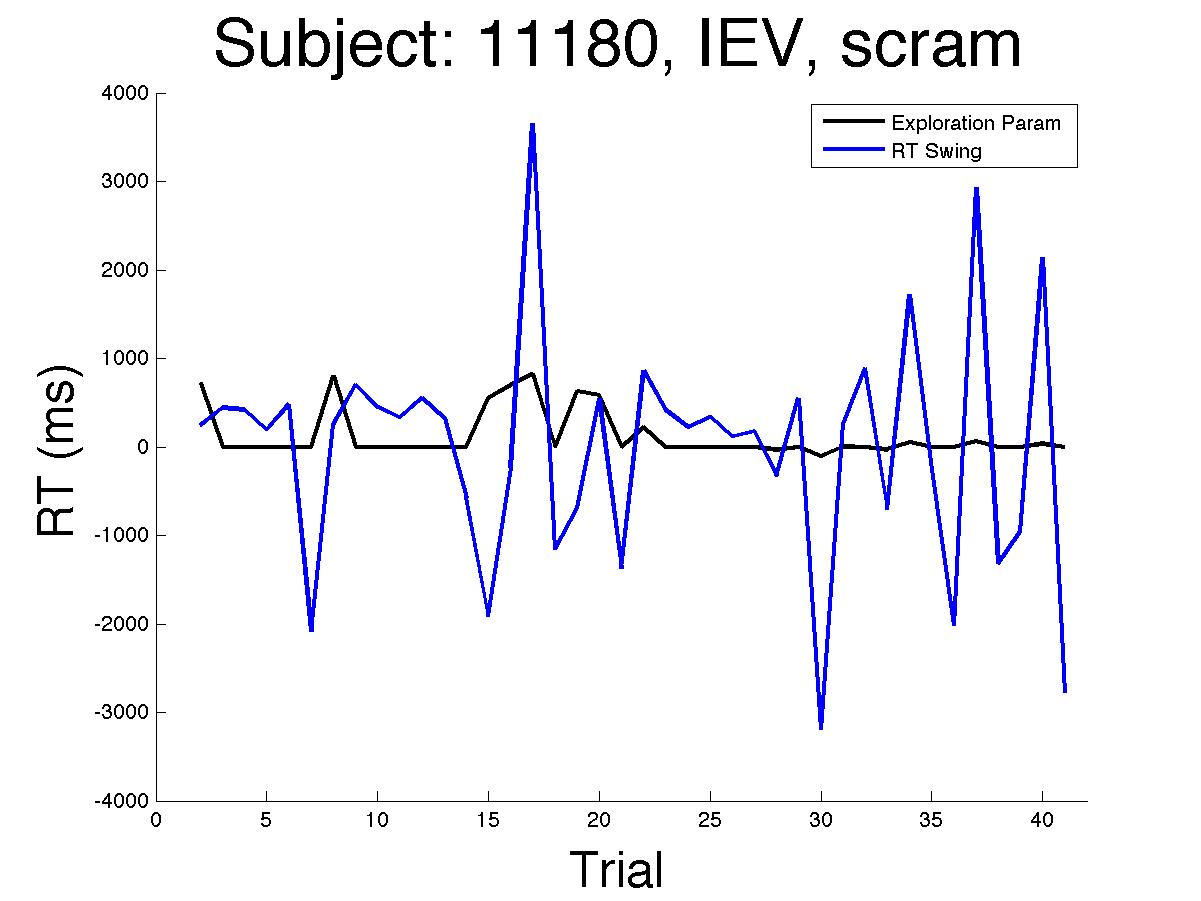 Subject: 11180, IEV, scram
Exploration Param
RT Swing
4000
3000
2000
1000
0
-1000
-2000
-3000
-4000
RT (ms)
0 5 10 15 20 25 30 35 40
Trial